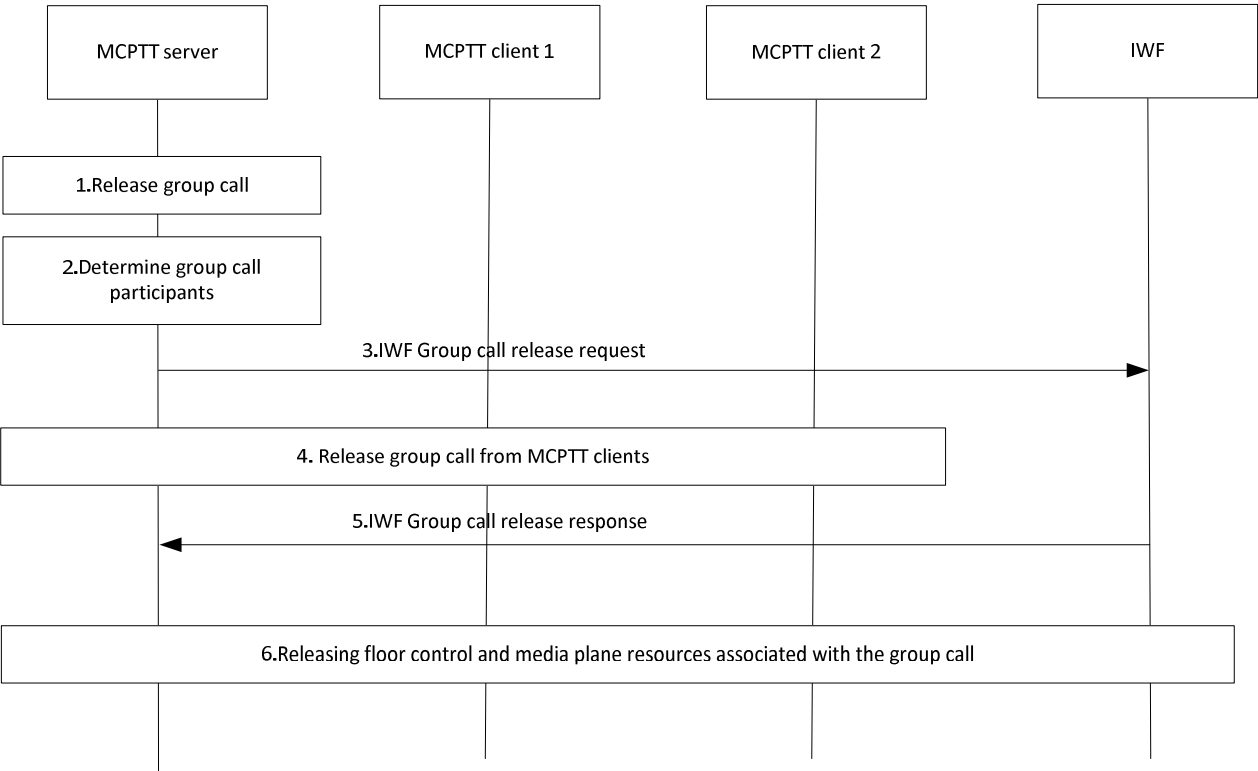 MCPTT server
MCPTT client 1
MCPTT client 2
IWF
1.Release group call
2.Determine group call
participants
3.IWF Group call release request
4. Release group call from MCPTT clients
5.IWF Group call release response
6.Releasing floor control and media plane resources associated with the group call